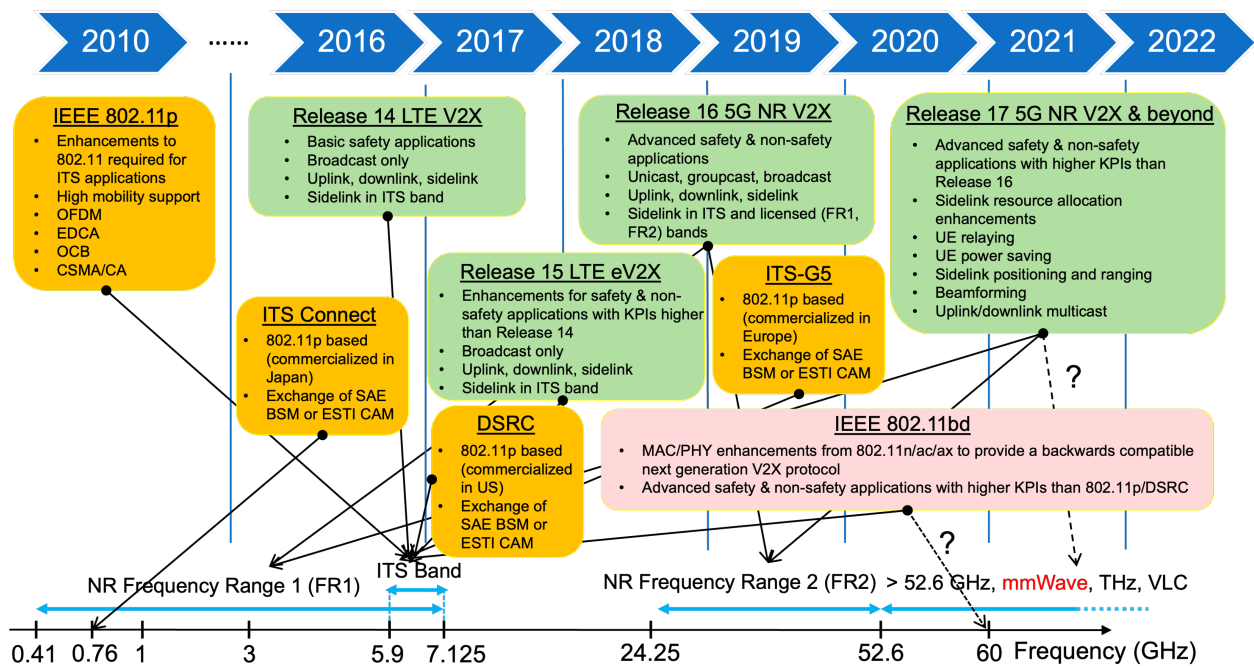 2010
......
2016
2017
2018
2019
2020
2021
2022
IEEE 802.11p
• Enhancements to
802.11 required for
ITS applications
• High mobility support
• OFDM
• EDCA
• OCB
• CSMA/CA
Release 14 LTE V2X
• Basic safety applications
• Broadcast only
• Uplink, downlink, sidelink
• Sidelink in ITS band
Release 16 5G NR V2X
• Advanced safety & non-safety
applications
• Unicast, groupcast, broadcast
• Uplink, downlink, sidelink
• Sidelink in ITS and licensed (FR1,
FR2) bands
Release 17 5G NR V2X & beyond
• Advanced safety & non-safety
applications with higher KPIs than
Release 16
• Sidelink resource allocation
enhancements
• UE relaying
• UE power saving
• Sidelink positioning and ranging
• Beamforming
• Uplink/downlink multicast
ITS Connect
• 802.11p based
(commercialized in
Japan)
• Exchange of SAE
BSM or ESTI CAM
Release 15 LTE eV2X
• Enhancements for safety & non-
safety applications with KPIs higher
than Release 14
• Broadcast only
• Uplink, downlink, sidelink
• Sidelink in ITS band
ITS-G5
• 802.11p based
(commercialized in
Europe)
• Exchange of SAE
BSM or ESTI CAM
DSRC
• 802.11p based
(commercialized
in US)
• Exchange of
SAE BSM or
ESTI CAM
IEEE 802.11bd
• MAC/PHY enhancements from 802.11n/ac/ax to provide a backwards compatible
next generation V2X protocol
• Advanced safety & non-safety applications with higher KPIs than 802.11p/DSRC
?
?
NR Frequency Range 1 (FR1)
ITS Band
NR Frequency Range 2 (FR2)
> 52.6 GHz, mmWave, THz, VLC
0.41 0.76 1 3 5.9 7.125 24.25 52.6 60 Frequency (GHz)